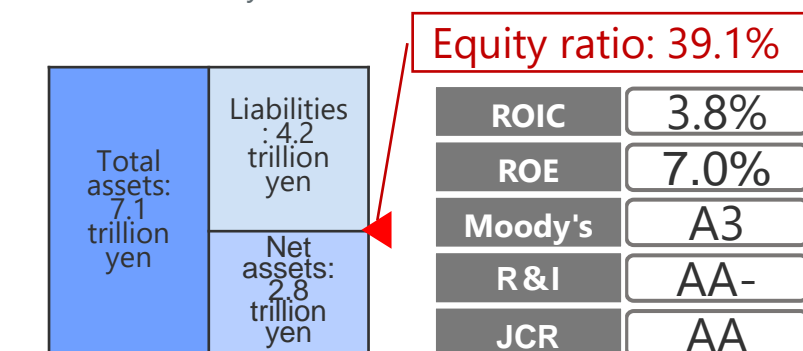 Equity ratio: 39.1%
Total
assets:
7.1
trillion
yen
Liabilities
: 4.2
trillion
yen
Net
assets:
2.8
trillion
yen
ROIC 3.8%
ROE 7.0%
Moody's A3
R&I AA-
JCR AA